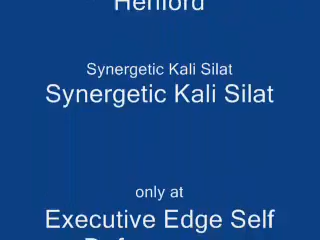 Henford
Synergetic Kali Silat
Synergetic Kali Silat
only at
Executive Edge Self